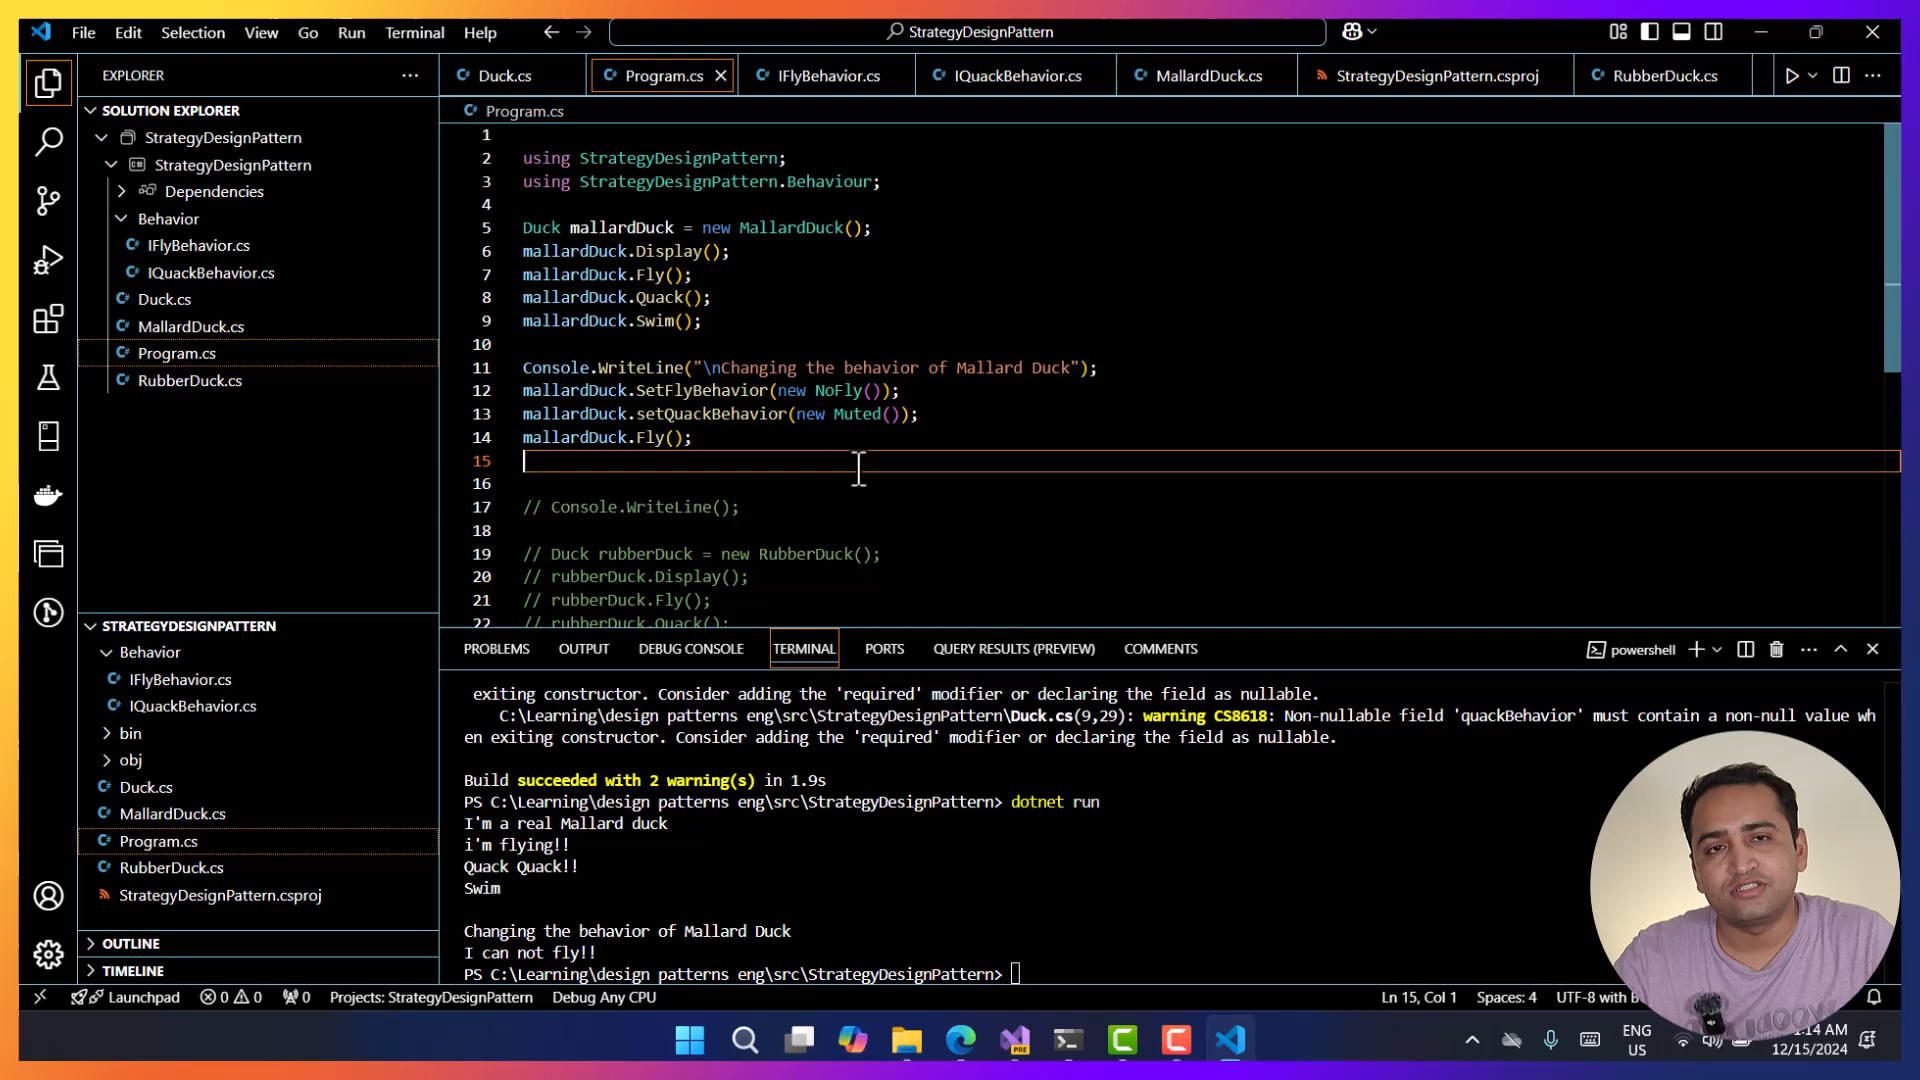 File Edit Selection View Go Run Terminal Help
StrategyDesignPattern
EXPLORER
SOLUTION EXPLORER
StrategyDesignPattern
StrategyDesignPattern
Dependencies
Behavior
IFlyBehavior.cs
IQuackBehavior.cs
Duck.cs
MallardDuck.cs
Program.cs
RubberDuck.cs
STRATEGYDESIGNPATTERN
Behavior
IFlyBehavior.cs
IQuackBehavior.cs
bin
obj
Duck.cs
MallardDuck.cs
Program.cs
RubberDuck.cs
StrategyDesignPattern.csproj
OUTLINE
TIMELINE
Duck.cs Program.cs IFlyBehavior.cs IQuackBehavior.cs MallardDuck.cs StrategyDesignPattern.csproj RubberDuck.cs
Program.cs
1
2 using StrategyDesignPattern;
3 using StrategyDesignPattern.Behaviour;
4
5 Duck mallardDuck = new MallardDuck();
6 mallardDuck.Display();
7 mallardDuck.Fly();
8 mallardDuck.Quack();
9 mallardDuck.Swim();
10
11 Console.WriteLine("\nChanging the behavior of Mallard Duck");
12 mallardDuck.SetFlyBehavior(new NoFly());
13 mallardDuck.setQuackBehavior(new Muted());
14 mallardDuck.Fly();
15
16
17 // Console.WriteLine();
18
19 // Duck rubberDuck = new RubberDuck();
20 // rubberDuck.Display();
21 // rubberDuck.Fly();
22 // rubberDuck.Quack();
PROBLEMS OUTPUT DEBUG CONSOLE TERMINAL PORTS QUERY RESULTS (PREVIEW) COMMENTS
powershell
exiting constructor. Consider adding the 'required' modifier or declaring the field as nullable.
C:\Learning\design patterns eng\src\StrategyDesignPattern\Duck.cs(9,29): warning CS8618: Non-nullable field 'quackBehavior' must contain a non-null value wh
en exiting constructor. Consider adding the 'required' modifier or declaring the field as nullable.
Build succeeded with 2 warning(s) in 1.9s
PS C:\Learning\design patterns eng\src\StrategyDesignPattern> dotnet run
I'm a real Mallard duck
i'm flying!!
Quack Quack!!
Swim
Changing the behavior of Mallard Duck
I can not fly!!
PS C:\Learning\design patterns eng\src\StrategyDesignPattern>
Launchpad 0 0 0 Projects: StrategyDesignPattern Debug Any CPU
Ln 15, Col 1 Spaces: 4 UTF-8 with
PRE
ENG
US
:14 AM
12/15/2024